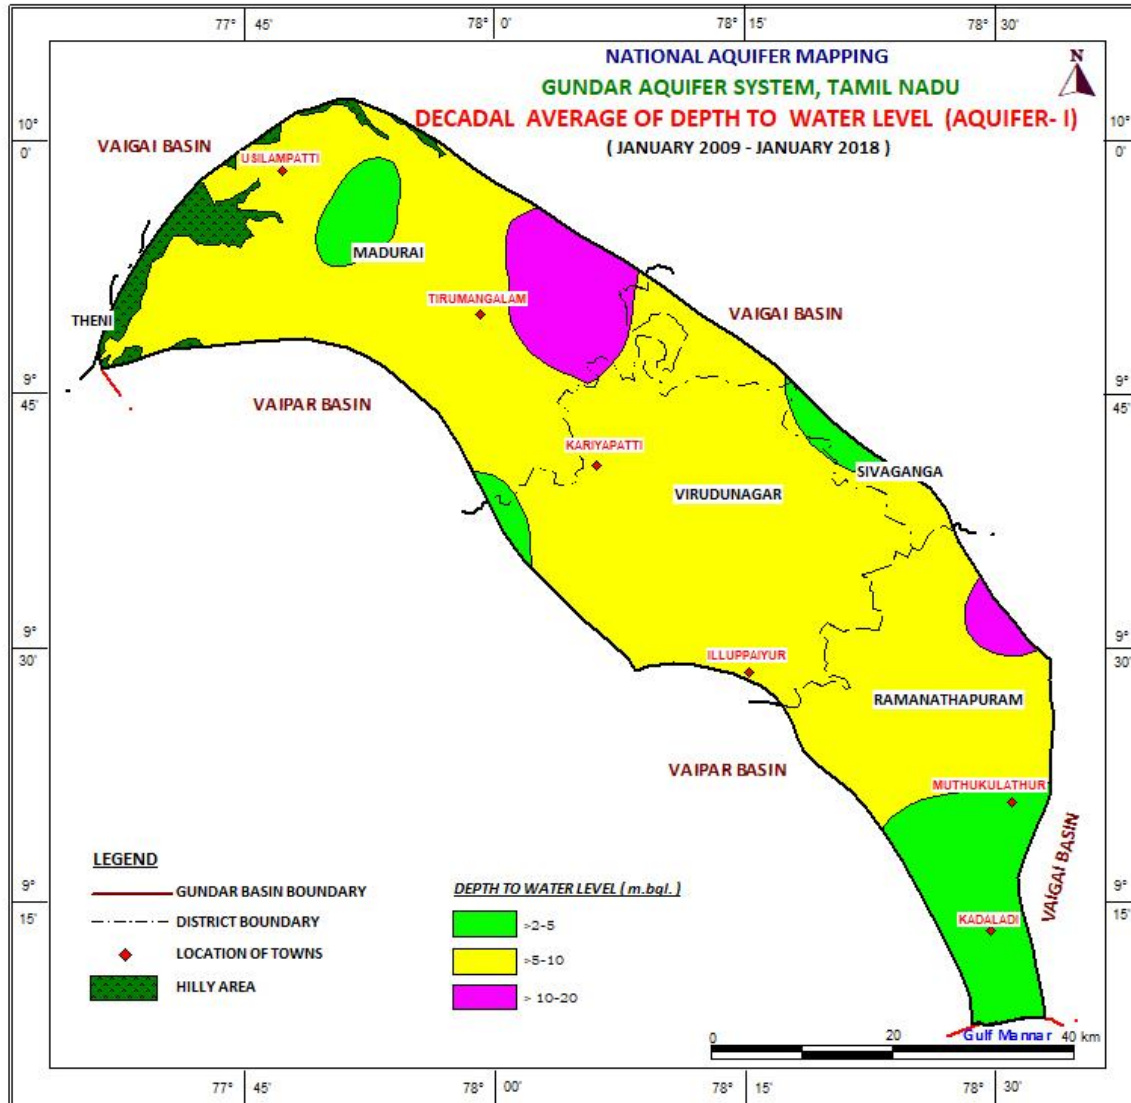 77° 45' 78° 0' 78° 15' 78° 30'
NATIONAL AQUIFER MAPPING
N
GUNDAR AQUIFER SYSTEM, TAMIL NADU
DECADAL AVERAGE OF DEPTH TO WATER LEVEL (AQUIFER- I)
( JANUARY 2009 - JANUARY 2018 )
10° 0'
10° 0'
VAIGAI BASIN
USILAMPATTI
MADURAI
TIRUMANGALAM
THENI
VAIGAI BASIN
9° 45'
9° 45'
VAIPAR BASIN
KARIYAPATTI
SIVAGANGA
VIRUDUNAGAR
9° 30'
9° 30'
ILLUPPAIYUR
RAMANATHAPURAM
VAIPAR BASIN
MUTHUKULATHUR
VAIGAI BASIN
9° 15'
9° 15'
KADALADI
LEGEND
GUNDAR BASIN BOUNDARY
DISTRICT BOUNDARY
LOCATION OF TOWNS
HILLY AREA
DEPTH TO WATER LEVEL ( m.bgl. )
>2-5
>5-10
> 10-20
0 20 40 km
Gulf Mannar
77° 45' 78° 00' 78° 15' 78° 30'